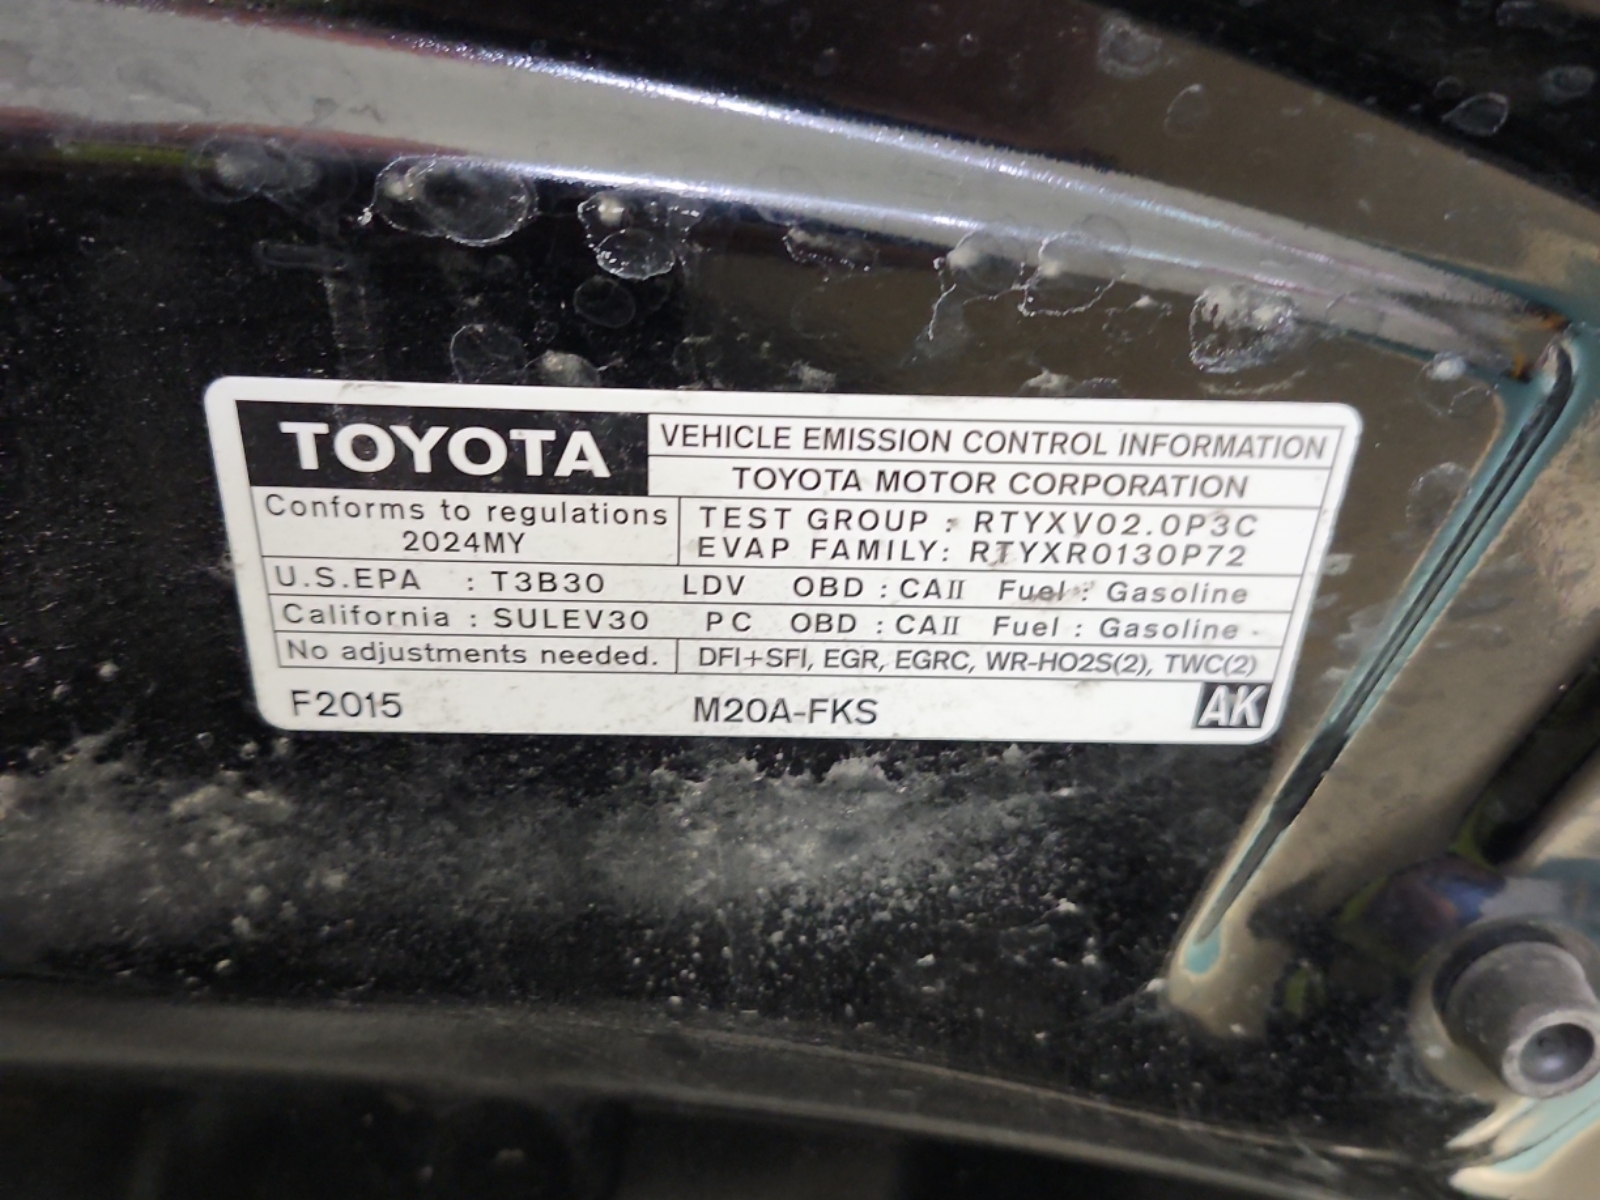 TOYOTA
VEHICLE EMISSION CONTROL INFORMATION
TOYOTA MOTOR CORPORATION
Conforms to regulations
2024MY
TEST GROUP : RTYXV02.0P3C
EVAP FAMILY: RTYXR0130P72
U.S.EPA : T3B30 LDV OBD : CAII Fuel : Gasoline
California : SULEV30 PC OBD : CAII Fuel : Gasoline
No adjustments needed.
DFI+SFI, EGR, EGRC, WR-HO2S(2), TWC(2)
F2015
M20A-FKS
AK